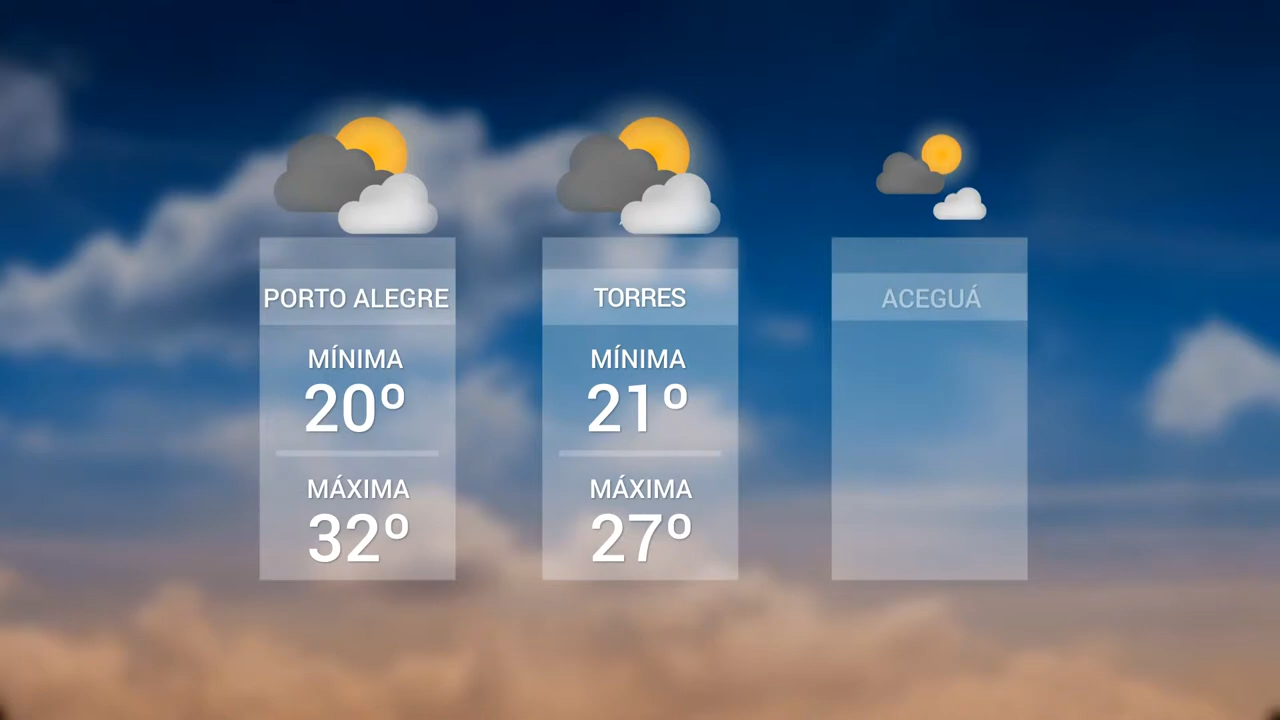 PORTO ALEGRE
MÍNIMA
20º
MÁXIMA
32º
TORRES
MÍNIMA
21º
MÁXIMA
27º
ACEGUÁ